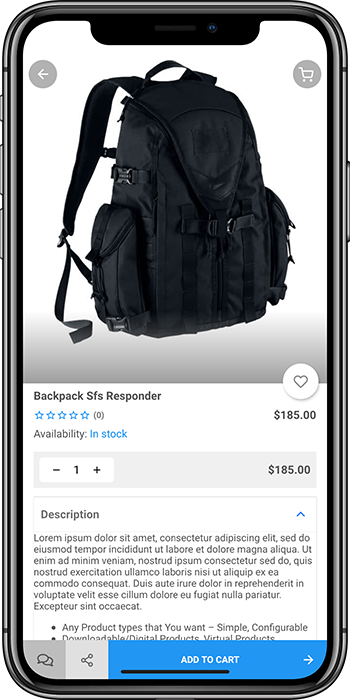 Backpack Sfs Responder
(0)
$185.00
Availability: In stock
− 1 +
$185.00
Description
Lorem ipsum dolor sit amet, consectetur adipiscing elit, sed do
eiusmod tempor incididunt ut labore et dolore magna aliqua. Ut
enim ad minim veniam, nostrud ipsum consectetur sed do, quis
nostrud exercitation ullamco laboris nisi ut aliquip ex ea
commodo consequat. Duis aute irure dolor in reprehenderit in
voluptate velit esse cillum dolore eu fugiat nulla pariatur.
Excepteur sint occaecat.
• Any Product types that You want – Simple, Configurable
• Downloadable/Digital Products, Virtual Products
ADD TO CART